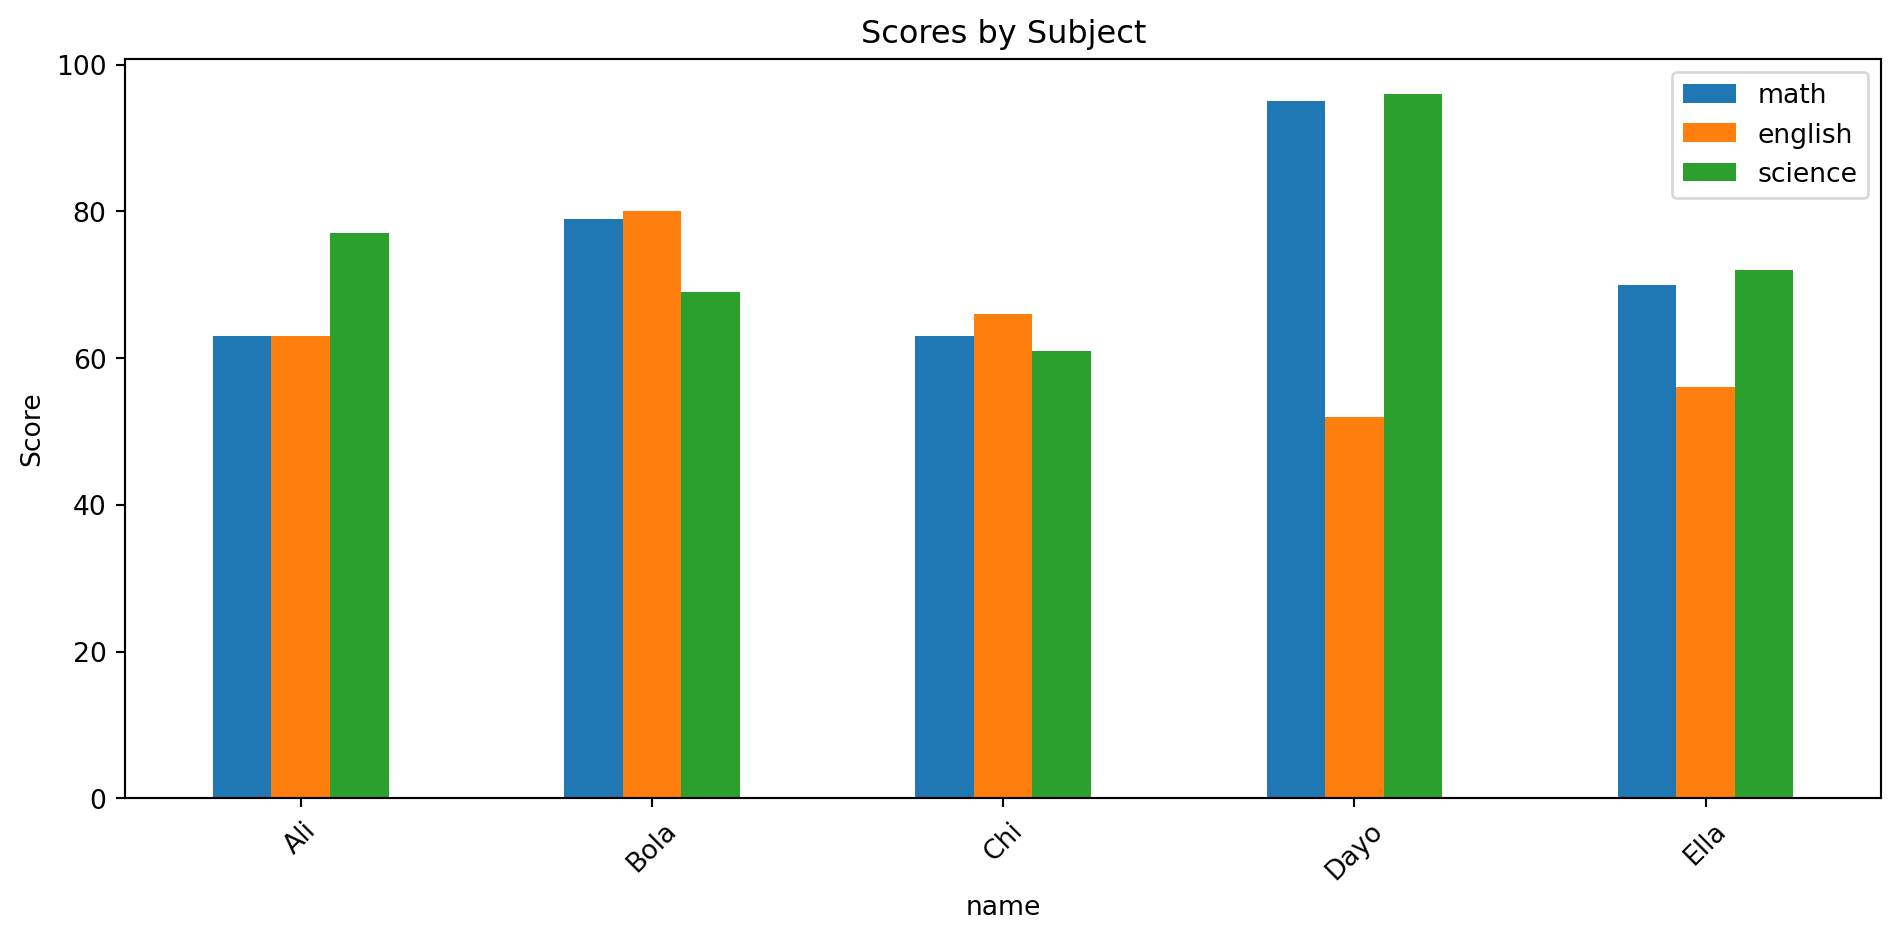 Scores by Subject
100
80
60
40
20
0
Score
math
english
science
Ali
Bola
Chi
Dayo
Ella
name